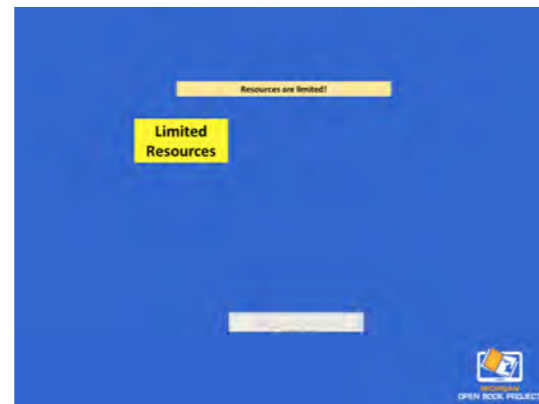 Resources are limited!
Limited
Resources
MICHIGAN
OPEN BOOK PROJECT